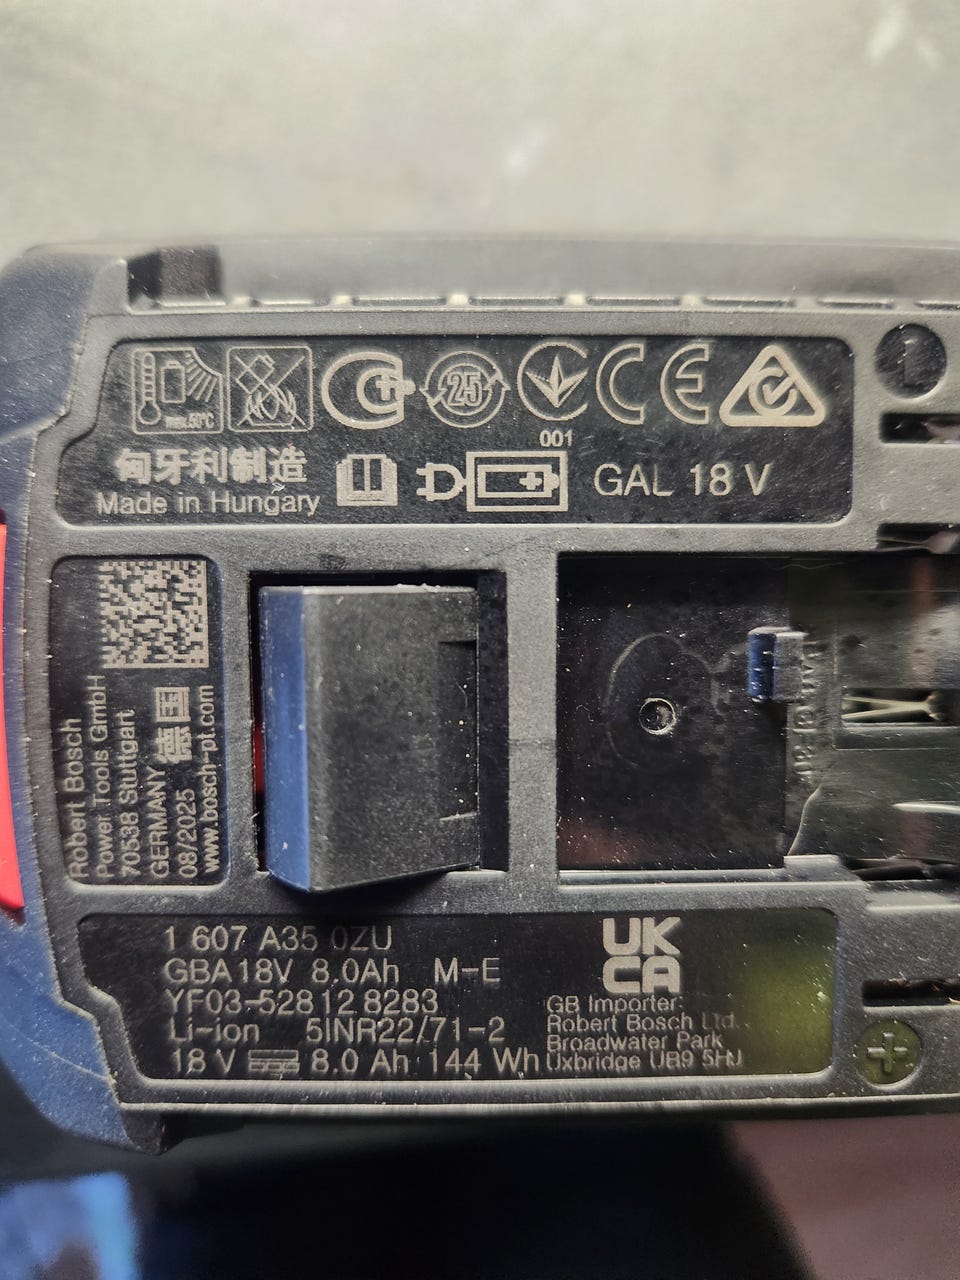 max.50°C
25
001
匈牙利制造
Made in Hungary
GAL 18 V
Robert Bosch
Power Tools GmbH
70538 Stuttgart
GERMANY 德国
08/2025
www.bosch-pt.com
1 607 A35 0ZU
GBA 18V 8.0Ah M-E
YF03-52812 8283
Li-ion 5INR22/71-2
18 V 8.0 Ah 144 Wh
UK
CA
GB Importer:
Robert Bosch Ltd.
Broadwater Park
Uxbridge UB9 5HJ